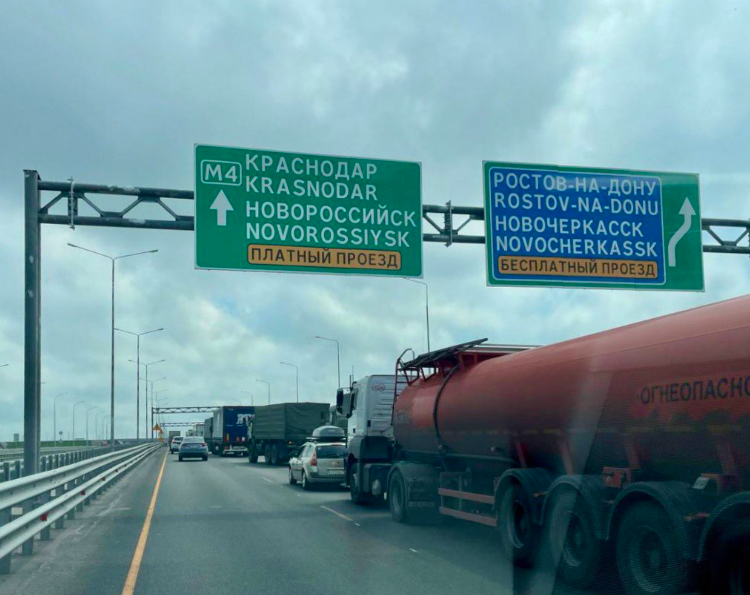 M4
КРАСНОДАР
KRASNODAR
НОВОРОССИЙСК
NOVOROSSIYSK
ПЛАТНЫЙ ПРОЕЗД
РОСТОВ-НА-ДОНУ
ROSTOV-NA-DONU
НОВОЧЕРКАССК
NOVOCHERKASSK
БЕСПЛАТНЫЙ ПРОЕЗД
ОГНЕОПАСНО